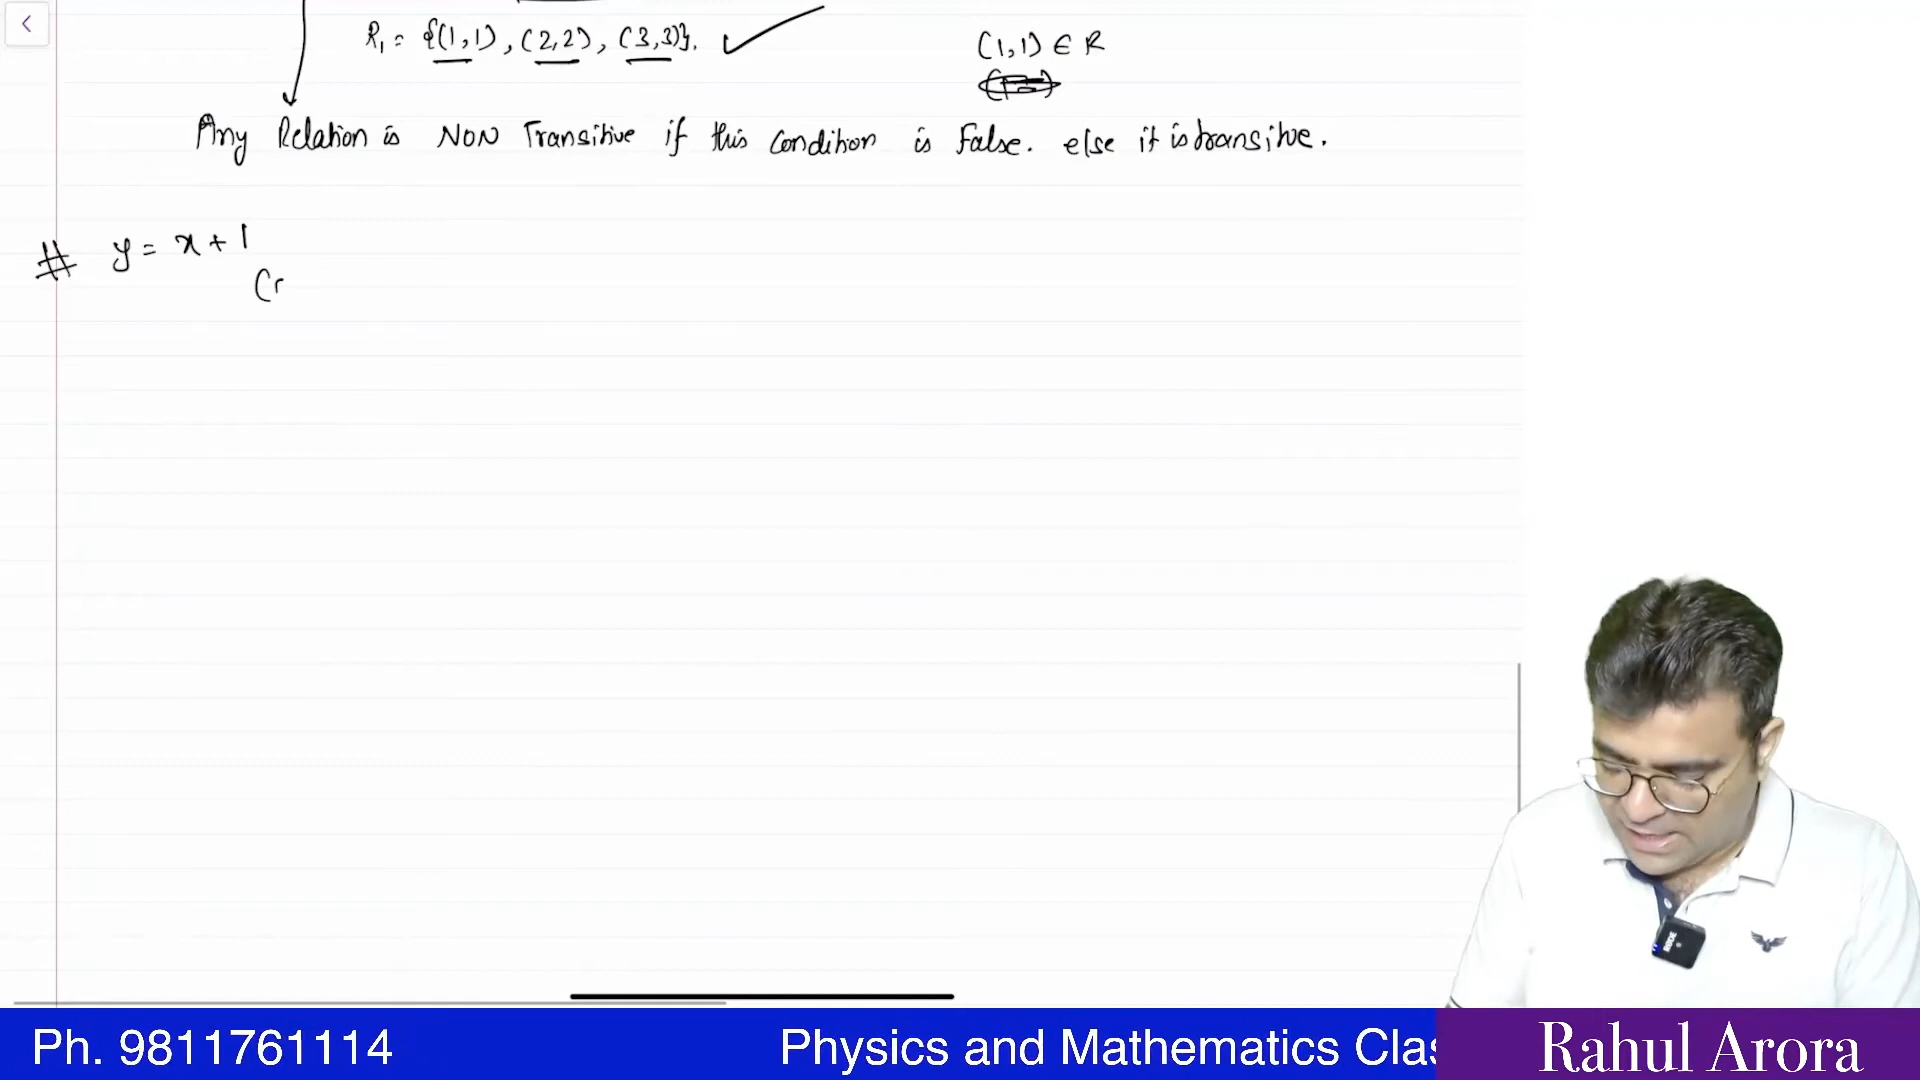 R₁ = {(1,1), (2,2), (3,3)}.
(1,1) ∈ R
Any Relation is NON Transitive if this Condition is False. else it is transitive.
# y = x + 1
Ph. 9811761114
Physics and Mathematics Clas
Rahul Arora